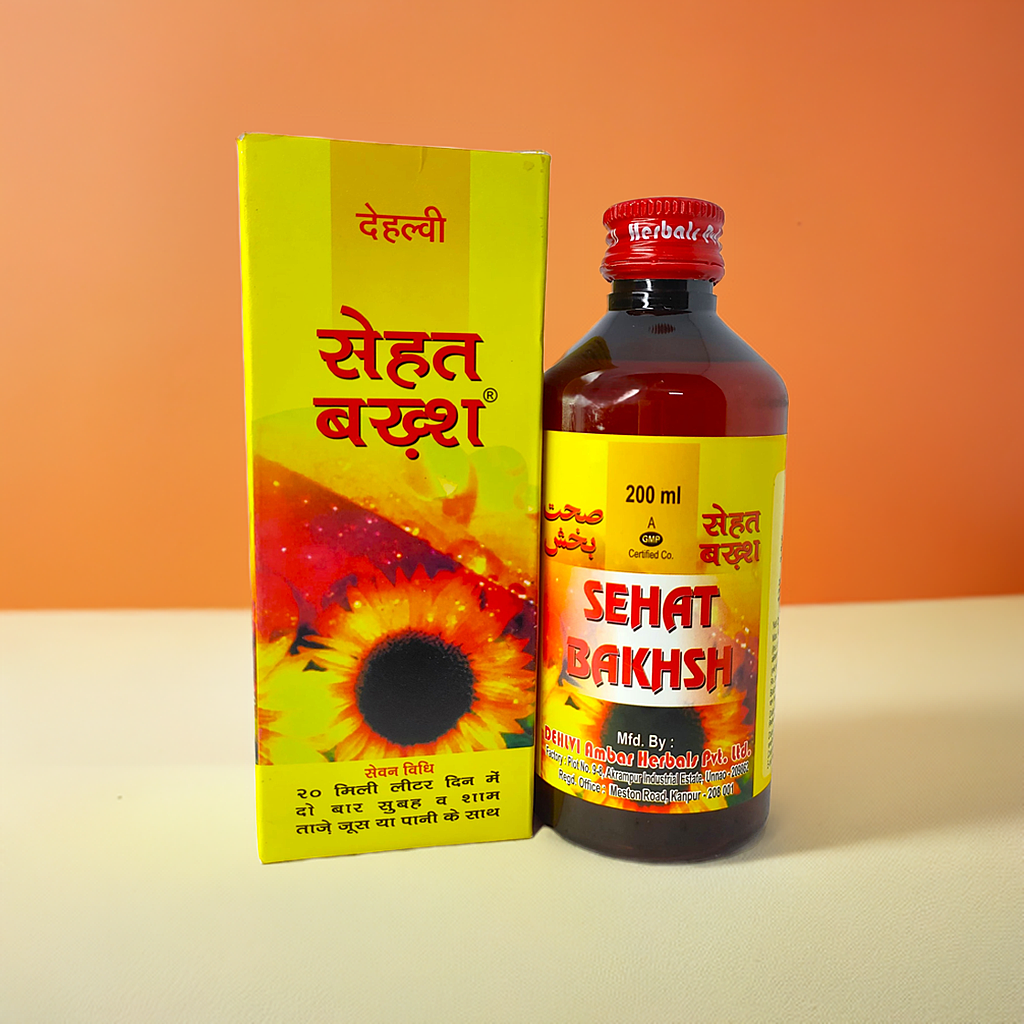 देहल्वी
सेहत
बख़्श®
सेवन विधि
२० मिली लीटर दिन में
दो बार सुबह व शाम
ताज़े जूस या पानी के साथ
Herbals
200 ml
صحت
بخش
A
GMP
Certified Co.
सेहत
बख़्श
SEHAT
BAKHSH
Mfd. By :
DEHLVI Ambar Herbals Pvt. Ltd.
Factory : Plot No. 9-8, Akrampur Industrial Estate, Unnao -
Regd. Office : Meston Road, Kanpur - 208 001